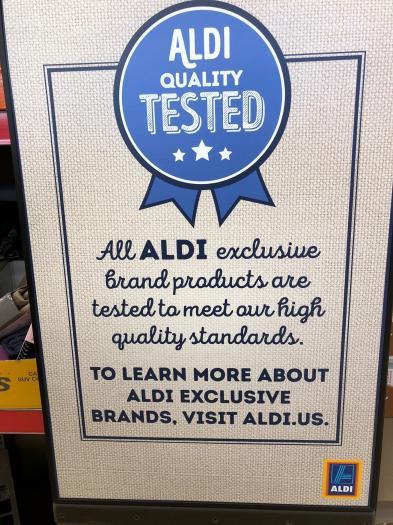 ALDI
QUALITY
TESTED
All ALDI exclusive
brand products are
tested to meet our high
quality standards.
TO LEARN MORE ABOUT
ALDI EXCLUSIVE
BRANDS, VISIT ALDI.US.
ALDI